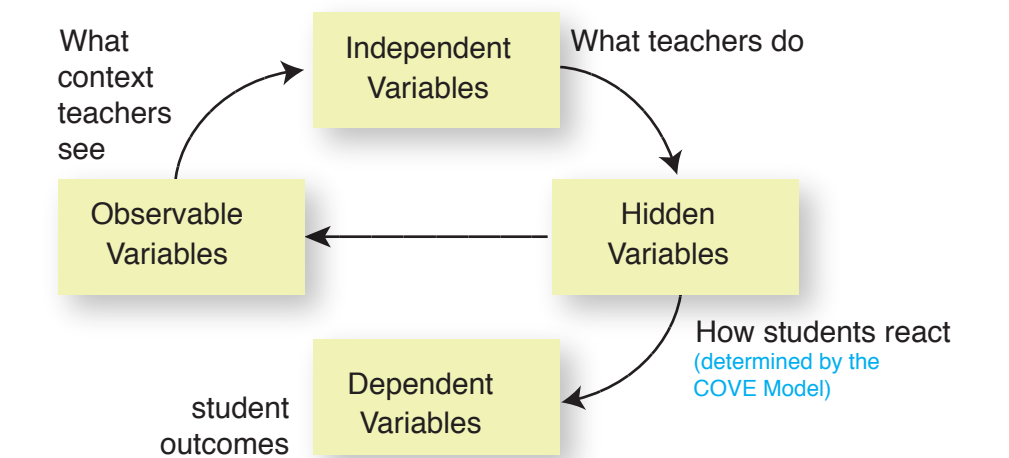 What
context
teachers
see
Independent
Variables
What teachers do
Observable
Variables
Hidden
Variables
How students react
(determined by the
COVE Model)
Dependent
Variables
student
outcomes